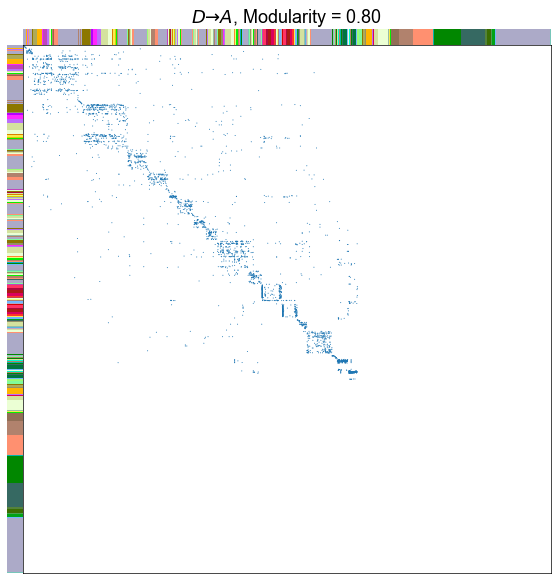 D→A, Modularity = 0.80